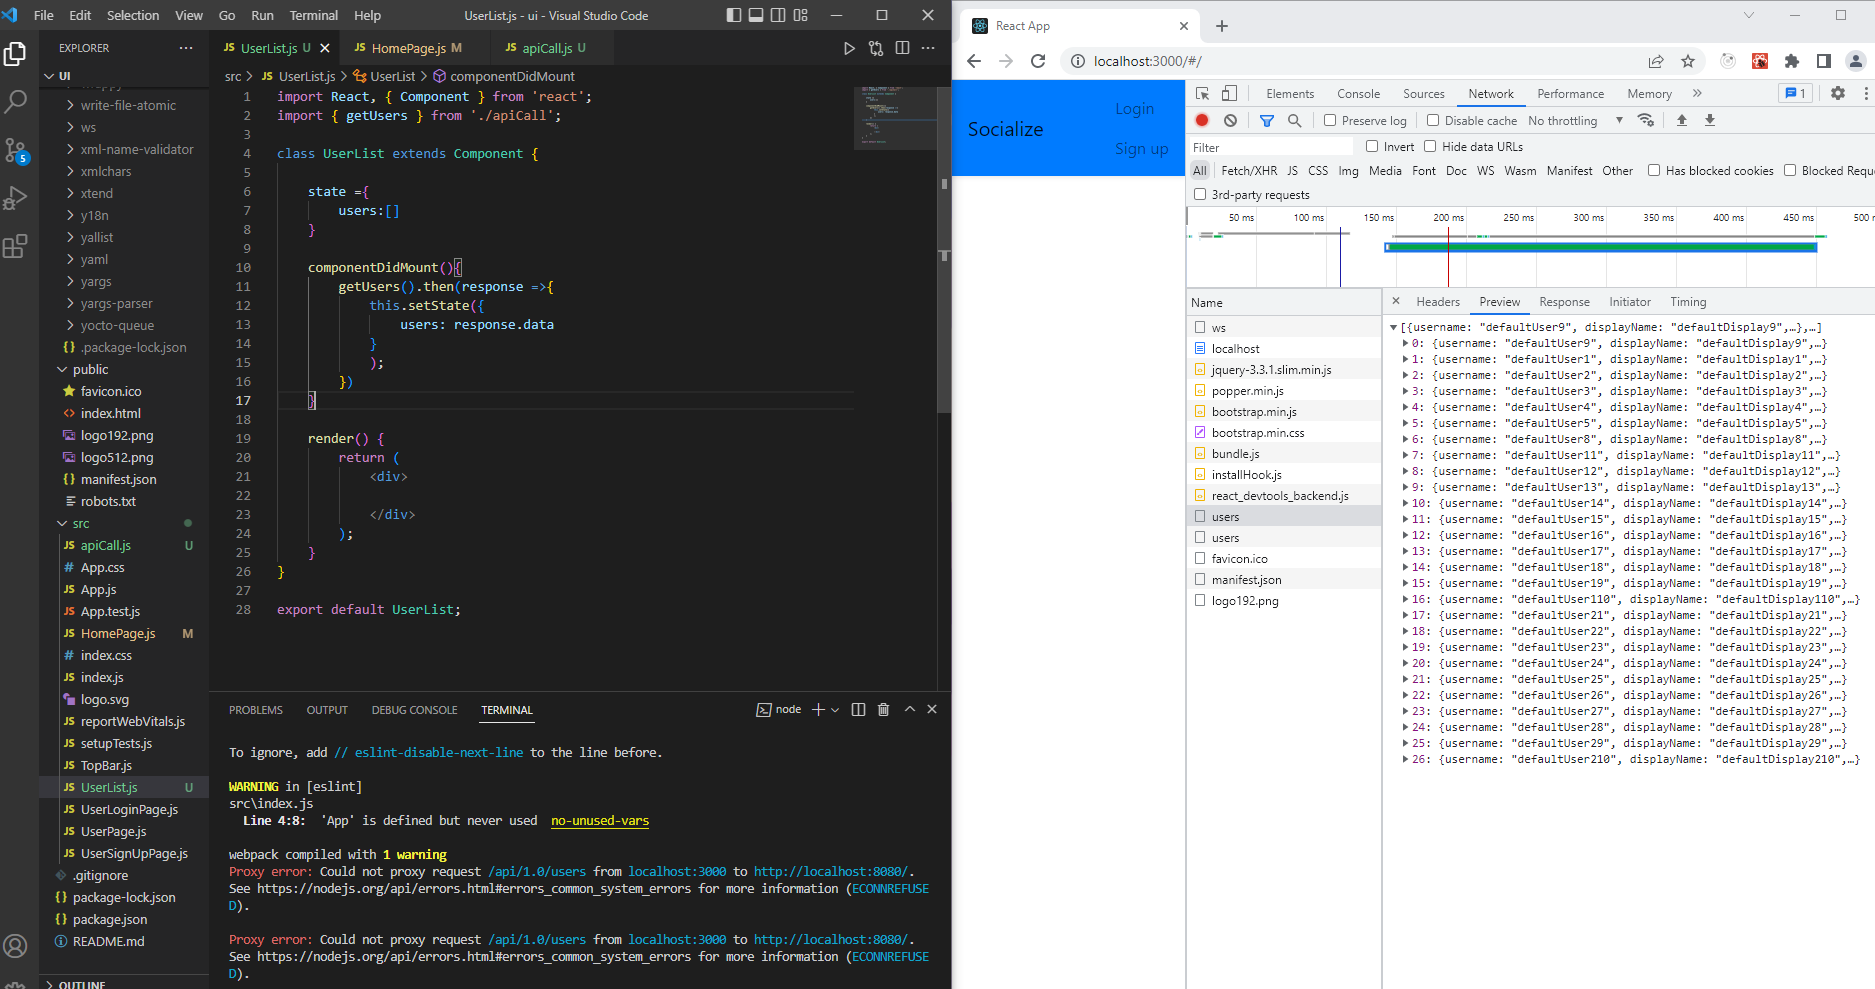 File Edit Selection View Go Run Terminal Help UserList.js - ui - Visual Studio Code
EXPLORER
JS UserList.js U
JS HomePage.js M
JS apiCall.js U
UI
src > JS UserList.js > UserList > componentDidMount
write-file-atomic
ws
xml-name-validator
xmlchars
xtend
y18n
yallist
yaml
yargs
yargs-parser
yocto-queue
{} .package-lock.json
public
favicon.ico
<> index.html
logo192.png
logo512.png
{} manifest.json
robots.txt
src
JS apiCall.js U
# App.css
JS App.js
JS App.test.js
JS HomePage.js M
# index.css
JS index.js
logo.svg
JS reportWebVitals.js
JS setupTests.js
JS TopBar.js
JS UserList.js U
JS UserLoginPage.js
JS UserPage.js
JS UserSignUpPage.js
.gitignore
{} package-lock.json
{} package.json
README.md
OUTLINE
5
1 import React, { Component } from 'react';
2 import { getUsers } from './apiCall';
3
4 class UserList extends Component {
5
6 state ={
7 users:[]
8 }
9
10 componentDidMount(){
11 getUsers().then(response =>{
12 this.setState({
13 users: response.data
14 }
15 );
16 })
17 }
18
19 render() {
20 return (
21 <div>
22
23 </div>
24 );
25 }
26 }
27
28 export default UserList;
PROBLEMS OUTPUT DEBUG CONSOLE TERMINAL node
To ignore, add // eslint-disable-next-line to the line before.
WARNING in [eslint]
src\index.js
Line 4:8: 'App' is defined but never used no-unused-vars
webpack compiled with 1 warning
Proxy error: Could not proxy request /api/1.0/users from localhost:3000 to http://localhost:8080/.
See https://nodejs.org/api/errors.html#errors_common_system_errors for more information (ECONNREFUSE
D).
Proxy error: Could not proxy request /api/1.0/users from localhost:3000 to http://localhost:8080/.
See https://nodejs.org/api/errors.html#errors_common_system_errors for more information (ECONNREFUSE
D).
React App
localhost:3000/#/
Socialize
Login
Sign up
Elements Console Sources Network Performance Memory » 1
Preserve log Disable cache No throttling
Filter Invert Hide data URLs
All Fetch/XHR JS CSS Img Media Font Doc WS Wasm Manifest Other Has blocked cookies Blocked Requ
3rd-party requests
50 ms 100 ms 150 ms 200 ms 250 ms 300 ms 350 ms 400 ms 450 ms 500 m
Name
ws
localhost
jquery-3.3.1.slim.min.js
popper.min.js
bootstrap.min.js
bootstrap.min.css
bundle.js
installHook.js
react_devtools_backend.js
users
users
favicon.ico
manifest.json
logo192.png
Headers Preview Response Initiator Timing
[{username: "defaultUser9", displayName: "defaultDisplay9",…},…]
0: {username: "defaultUser9", displayName: "defaultDisplay9",…}
1: {username: "defaultUser1", displayName: "defaultDisplay1",…}
2: {username: "defaultUser2", displayName: "defaultDisplay2",…}
3: {username: "defaultUser3", displayName: "defaultDisplay3",…}
4: {username: "defaultUser4", displayName: "defaultDisplay4",…}
5: {username: "defaultUser5", displayName: "defaultDisplay5",…}
6: {username: "defaultUser8", displayName: "defaultDisplay8",…}
7: {username: "defaultUser11", displayName: "defaultDisplay11",…}
8: {username: "defaultUser12", displayName: "defaultDisplay12",…}
9: {username: "defaultUser13", displayName: "defaultDisplay13",…}
10: {username: "defaultUser14", displayName: "defaultDisplay14",…}
11: {username: "defaultUser15", displayName: "defaultDisplay15",…}
12: {username: "defaultUser16", displayName: "defaultDisplay16",…}
13: {username: "defaultUser17", displayName: "defaultDisplay17",…}
14: {username: "defaultUser18", displayName: "defaultDisplay18",…}
15: {username: "defaultUser19", displayName: "defaultDisplay19",…}
16: {username: "defaultUser110", displayName: "defaultDisplay110",…}
17: {username: "defaultUser21", displayName: "defaultDisplay21",…}
18: {username: "defaultUser22", displayName: "defaultDisplay22",…}
19: {username: "defaultUser23", displayName: "defaultDisplay23",…}
20: {username: "defaultUser24", displayName: "defaultDisplay24",…}
21: {username: "defaultUser25", displayName: "defaultDisplay25",…}
22: {username: "defaultUser26", displayName: "defaultDisplay26",…}
23: {username: "defaultUser27", displayName: "defaultDisplay27",…}
24: {username: "defaultUser28", displayName: "defaultDisplay28",…}
25: {username: "defaultUser29", displayName: "defaultDisplay29",…}
26: {username: "defaultUser210", displayName: "defaultDisplay210",…}